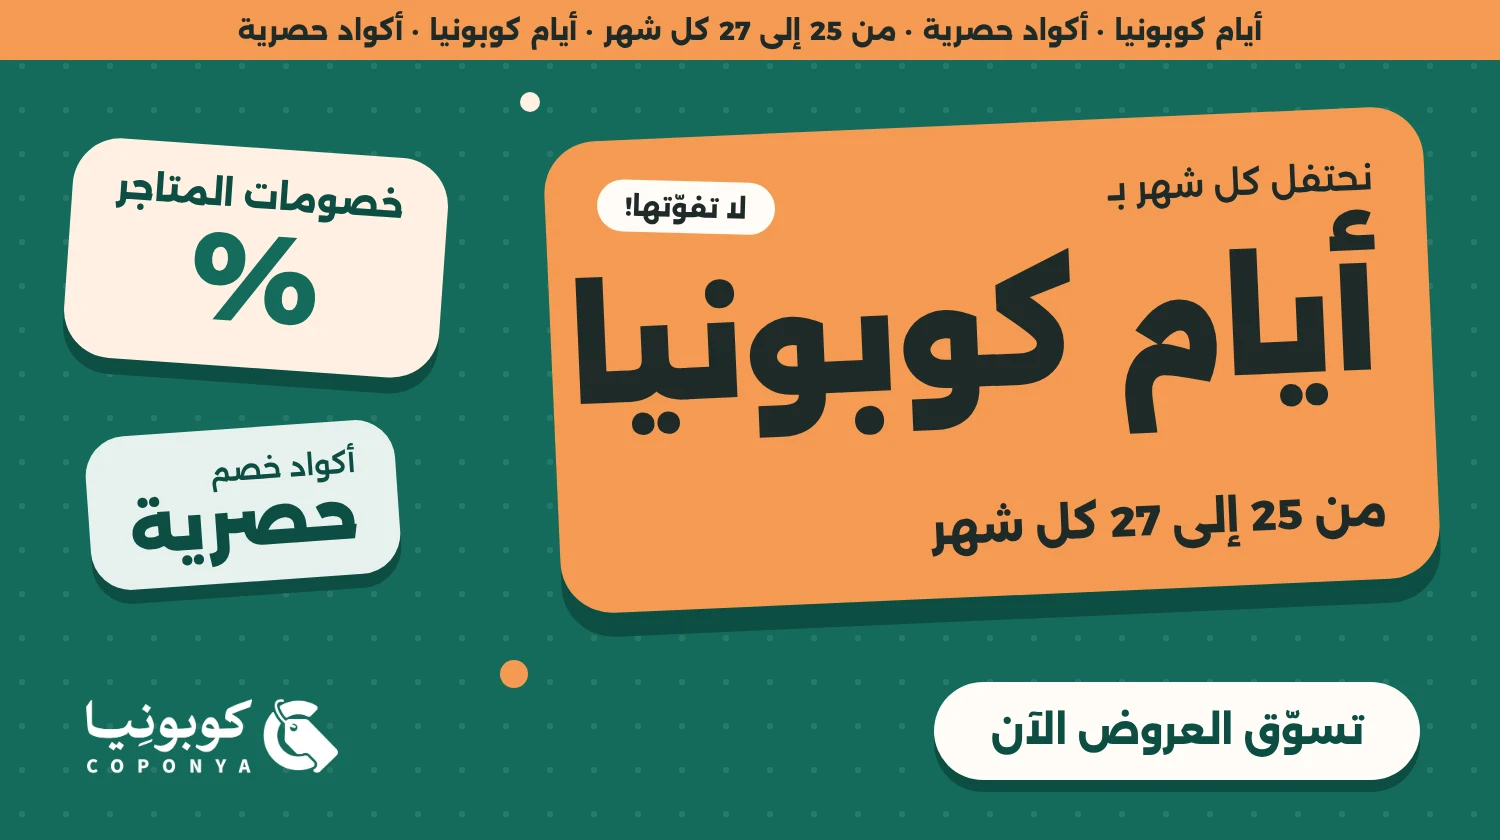 أيام كوبونيا · أكواد حصرية · من 25 إلى 27 كل شهر · أيام كوبونيا · أكواد حصرية
نحتفل كل شهر بـ
لا تفوّتها!
أيام كوبونيا
من 25 إلى 27 كل شهر
خصومات المتاجر
%
أكواد خصم
حصرية
تسوّق العروض الآن
كوبونِيا
COPONYA